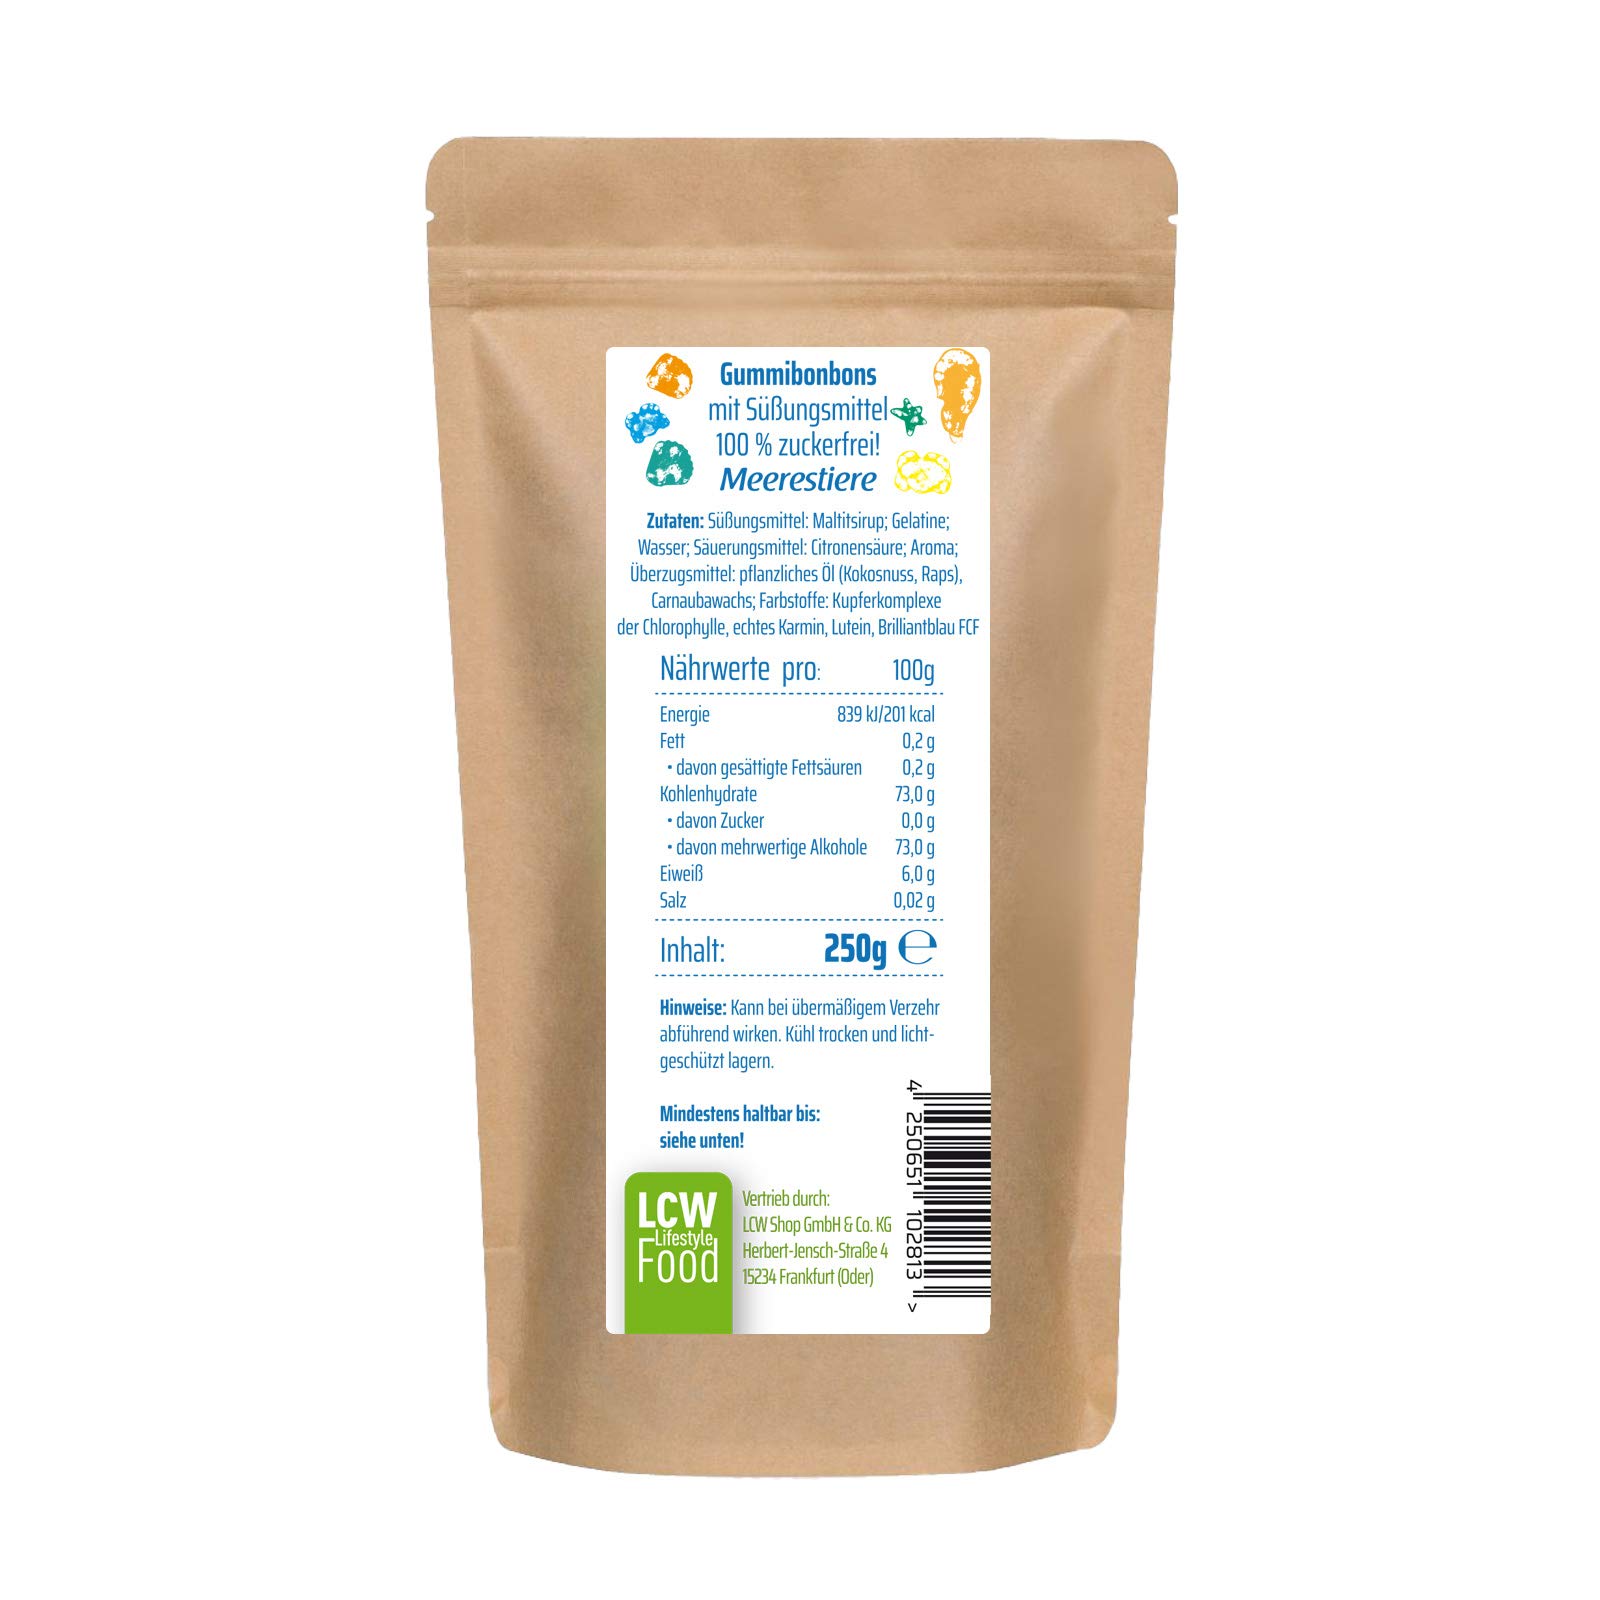 Gummibonbons
mit Süßungsmittel
100 % zuckerfrei!
Meerestiere
Zutaten: Süßungsmittel: Maltitsirup; Gelatine;
Wasser; Säuerungsmittel: Citronensäure; Aroma;
Überzugsmittel: pflanzliches Öl (Kokosnuss, Raps),
Carnaubawachs; Farbstoffe: Kupferkomplexe
der Chlorophylle, echtes Karmin, Lutein, Brilliantblau FCF
Nährwerte pro: 100g
Energie 839 kJ/201 kcal
Fett 0,2 g
• davon gesättigte Fettsäuren 0,2 g
Kohlenhydrate 73,0 g
• davon Zucker 0,0 g
• davon mehrwertige Alkohole 73,0 g
Eiweiß 6,0 g
Salz 0,02 g
Inhalt: 250g ℮
Hinweise: Kann bei übermäßigem Verzehr
abführend wirken. Kühl trocken und licht-
geschützt lagern.
Mindestens haltbar bis:
siehe unten!
LCW
Lifestyle
Food
Vertrieb durch:
LCW Shop GmbH & Co. KG
Herbert-Jensch-Straße 4
15234 Frankfurt (Oder)
4 250651 102813 >